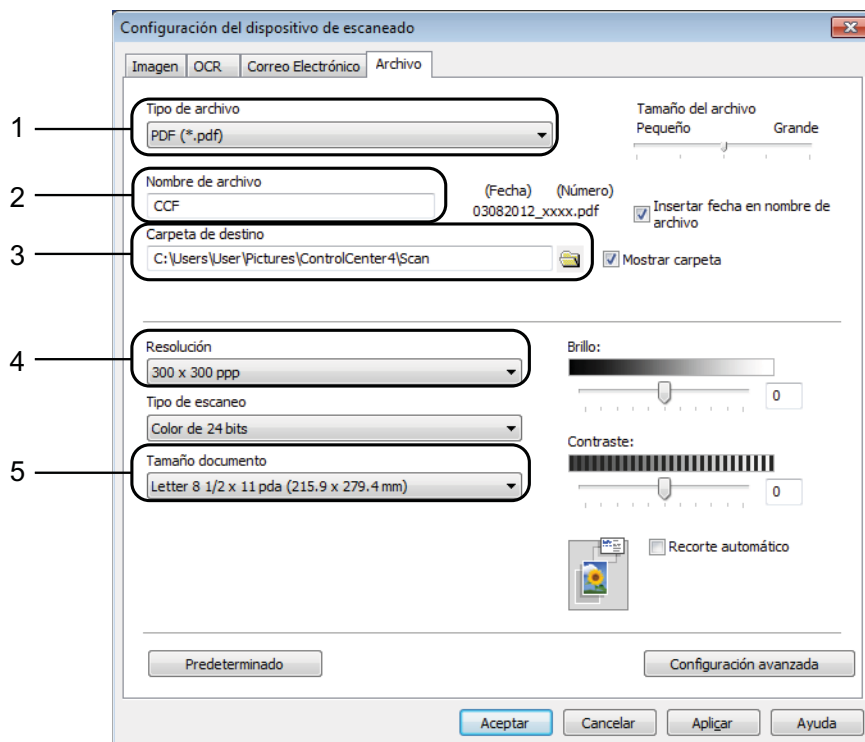 Configuración del dispositivo de escaneado
Imagen OCR Correo Electrónico Archivo
1
Tipo de archivo
PDF (*.pdf)
Tamaño del archivo
Pequeño Grande
2
Nombre de archivo
CCF
(Fecha) (Número)
03082012_xxxx.pdf
Insertar fecha en nombre de
archivo
3
Carpeta de destino
C:\Users\User\Pictures\ControlCenter4\Scan
Mostrar carpeta
4
Resolución
300 x 300 ppp
Tipo de escaneo
Color de 24 bits
5
Tamaño documento
Letter 8 1/2 x 11 pda (215.9 x 279.4 mm)
Brillo:
0
Contraste:
0
Recorte automático
Predeterminado
Configuración avanzada
Aceptar Cancelar Aplicar Ayuda